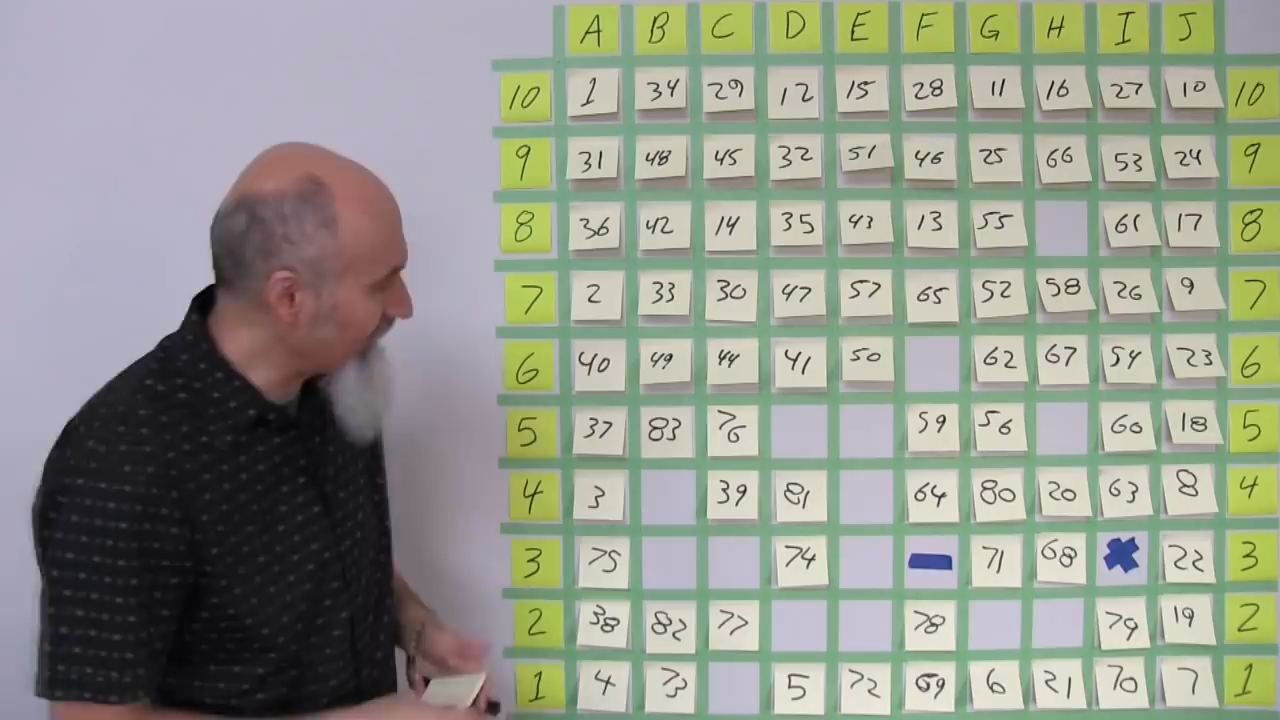 A B C D E F G H I J
10 1 34 29 12 15 28 11 16 27 10 10
9 31 48 45 32 51 46 25 66 53 24 9
8 36 42 14 35 43 13 55 61 17 8
7 2 33 30 47 57 65 52 58 26 9 7
6 40 49 44 41 50 62 67 54 23 6
5 37 83 76 59 56 60 18 5
4 3 39 81 64 80 20 63 8 4
3 75 74 71 68 22 3
2 38 82 77 78 79 19 2
1 4 73 5 72 69 6 21 70 7 1